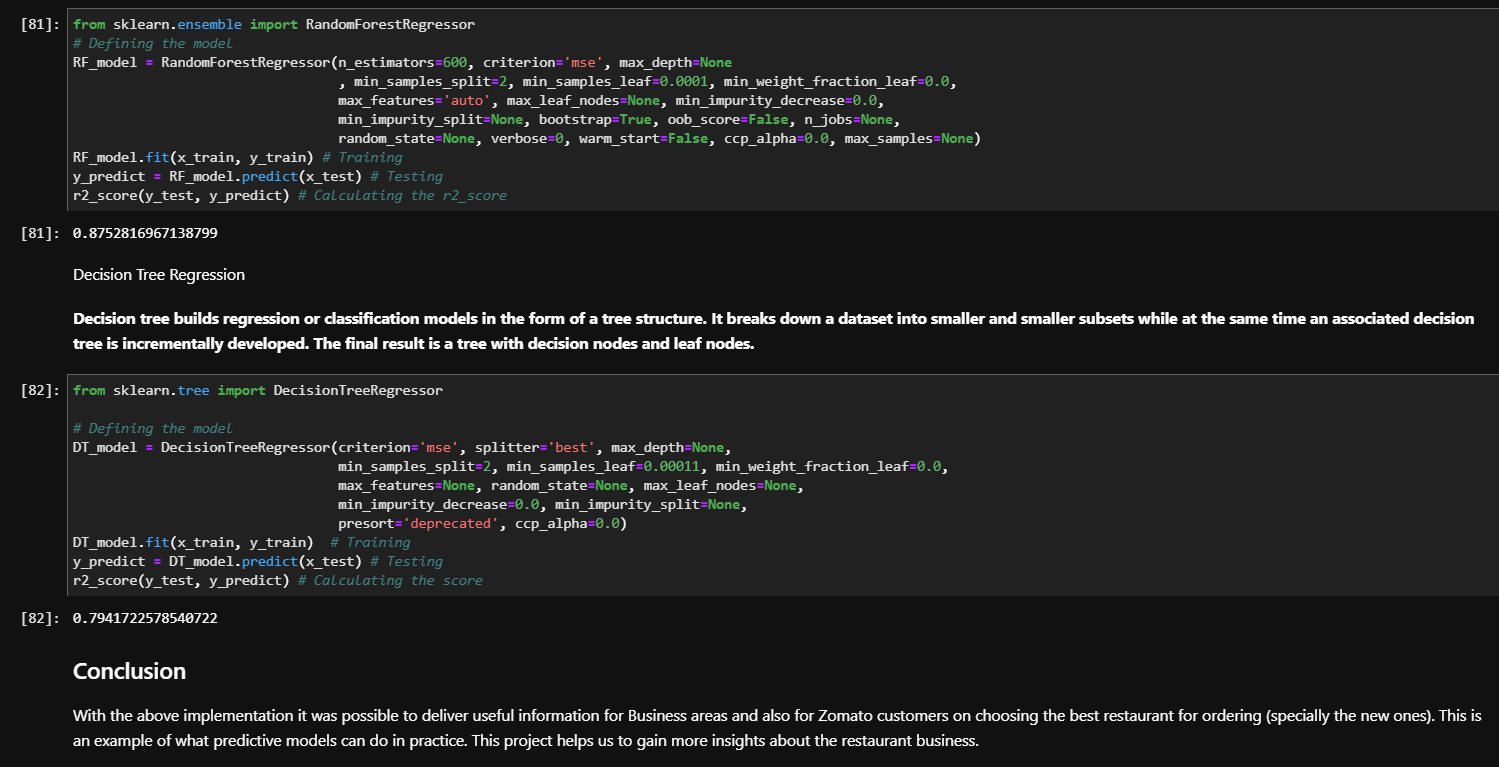 [81]: from sklearn.ensemble import RandomForestRegressor
# Defining the model
RF_model = RandomForestRegressor(n_estimators=600, criterion='mse', max_depth=None
, min_samples_split=2, min_samples_leaf=0.0001, min_weight_fraction_leaf=0.0,
max_features='auto', max_leaf_nodes=None, min_impurity_decrease=0.0,
min_impurity_split=None, bootstrap=True, oob_score=False, n_jobs=None,
random_state=None, verbose=0, warm_start=False, ccp_alpha=0.0, max_samples=None)
RF_model.fit(x_train, y_train) # Training
y_predict = RF_model.predict(x_test) # Testing
r2_score(y_test, y_predict) # Calculating the r2_score
[81]: 0.8752816967138799
Decision Tree Regression
Decision tree builds regression or classification models in the form of a tree structure. It breaks down a dataset into smaller and smaller subsets while at the same time an associated decision
tree is incrementally developed. The final result is a tree with decision nodes and leaf nodes.
[82]: from sklearn.tree import DecisionTreeRegressor
# Defining the model
DT_model = DecisionTreeRegressor(criterion='mse', splitter='best', max_depth=None,
min_samples_split=2, min_samples_leaf=0.00011, min_weight_fraction_leaf=0.0,
max_features=None, random_state=None, max_leaf_nodes=None,
min_impurity_decrease=0.0, min_impurity_split=None,
presort='deprecated', ccp_alpha=0.0)
DT_model.fit(x_train, y_train)  # Training
y_predict = DT_model.predict(x_test) # Testing
r2_score(y_test, y_predict) # Calculating the score
[82]: 0.7941722578540722
Conclusion
With the above implementation it was possible to deliver useful information for Business areas and also for Zomato customers on choosing the best restaurant for ordering (specially the new ones). This is
an example of what predictive models can do in practice. This project helps us to gain more insights about the restaurant business.